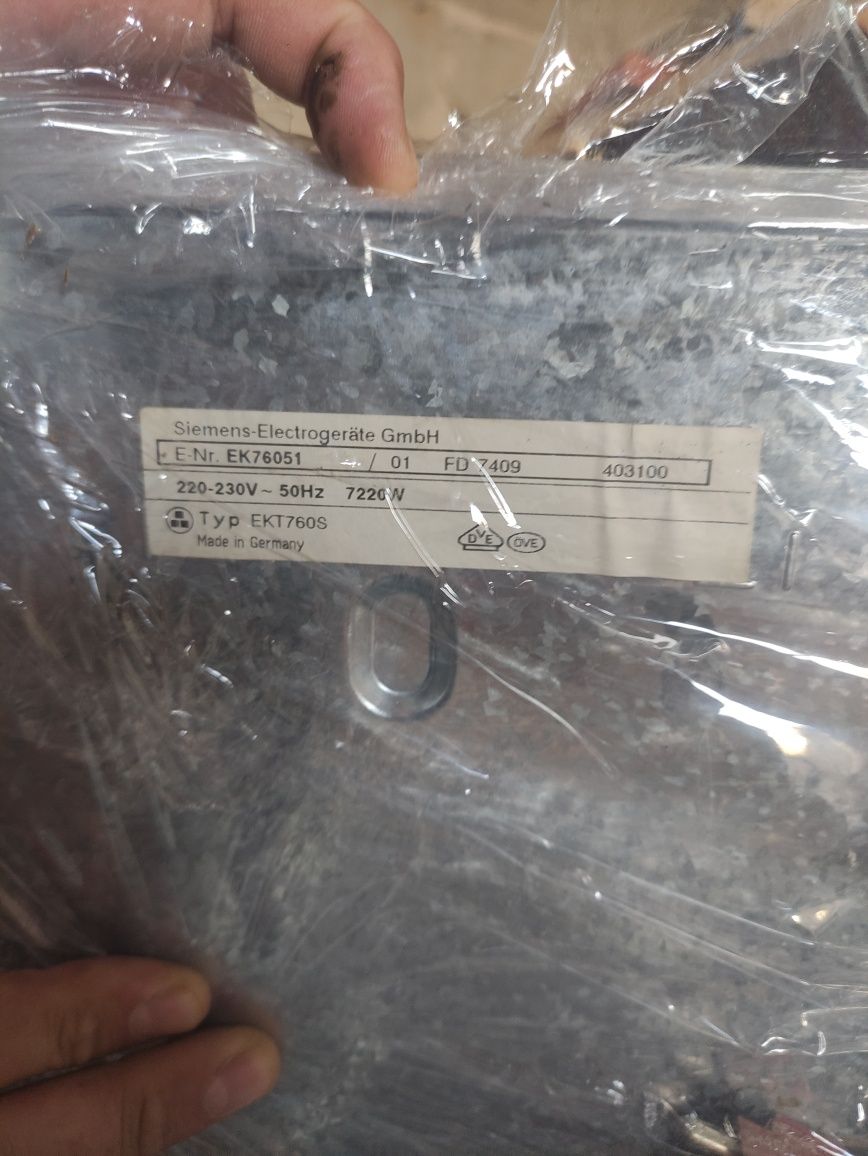 Siemens-Electrogeräte GmbH
E-Nr. EK76051 / 01 FD 7409 403100
220-230V~ 50Hz 7220W
Typ EKT760S
Made in Germany
DVE ÖVE